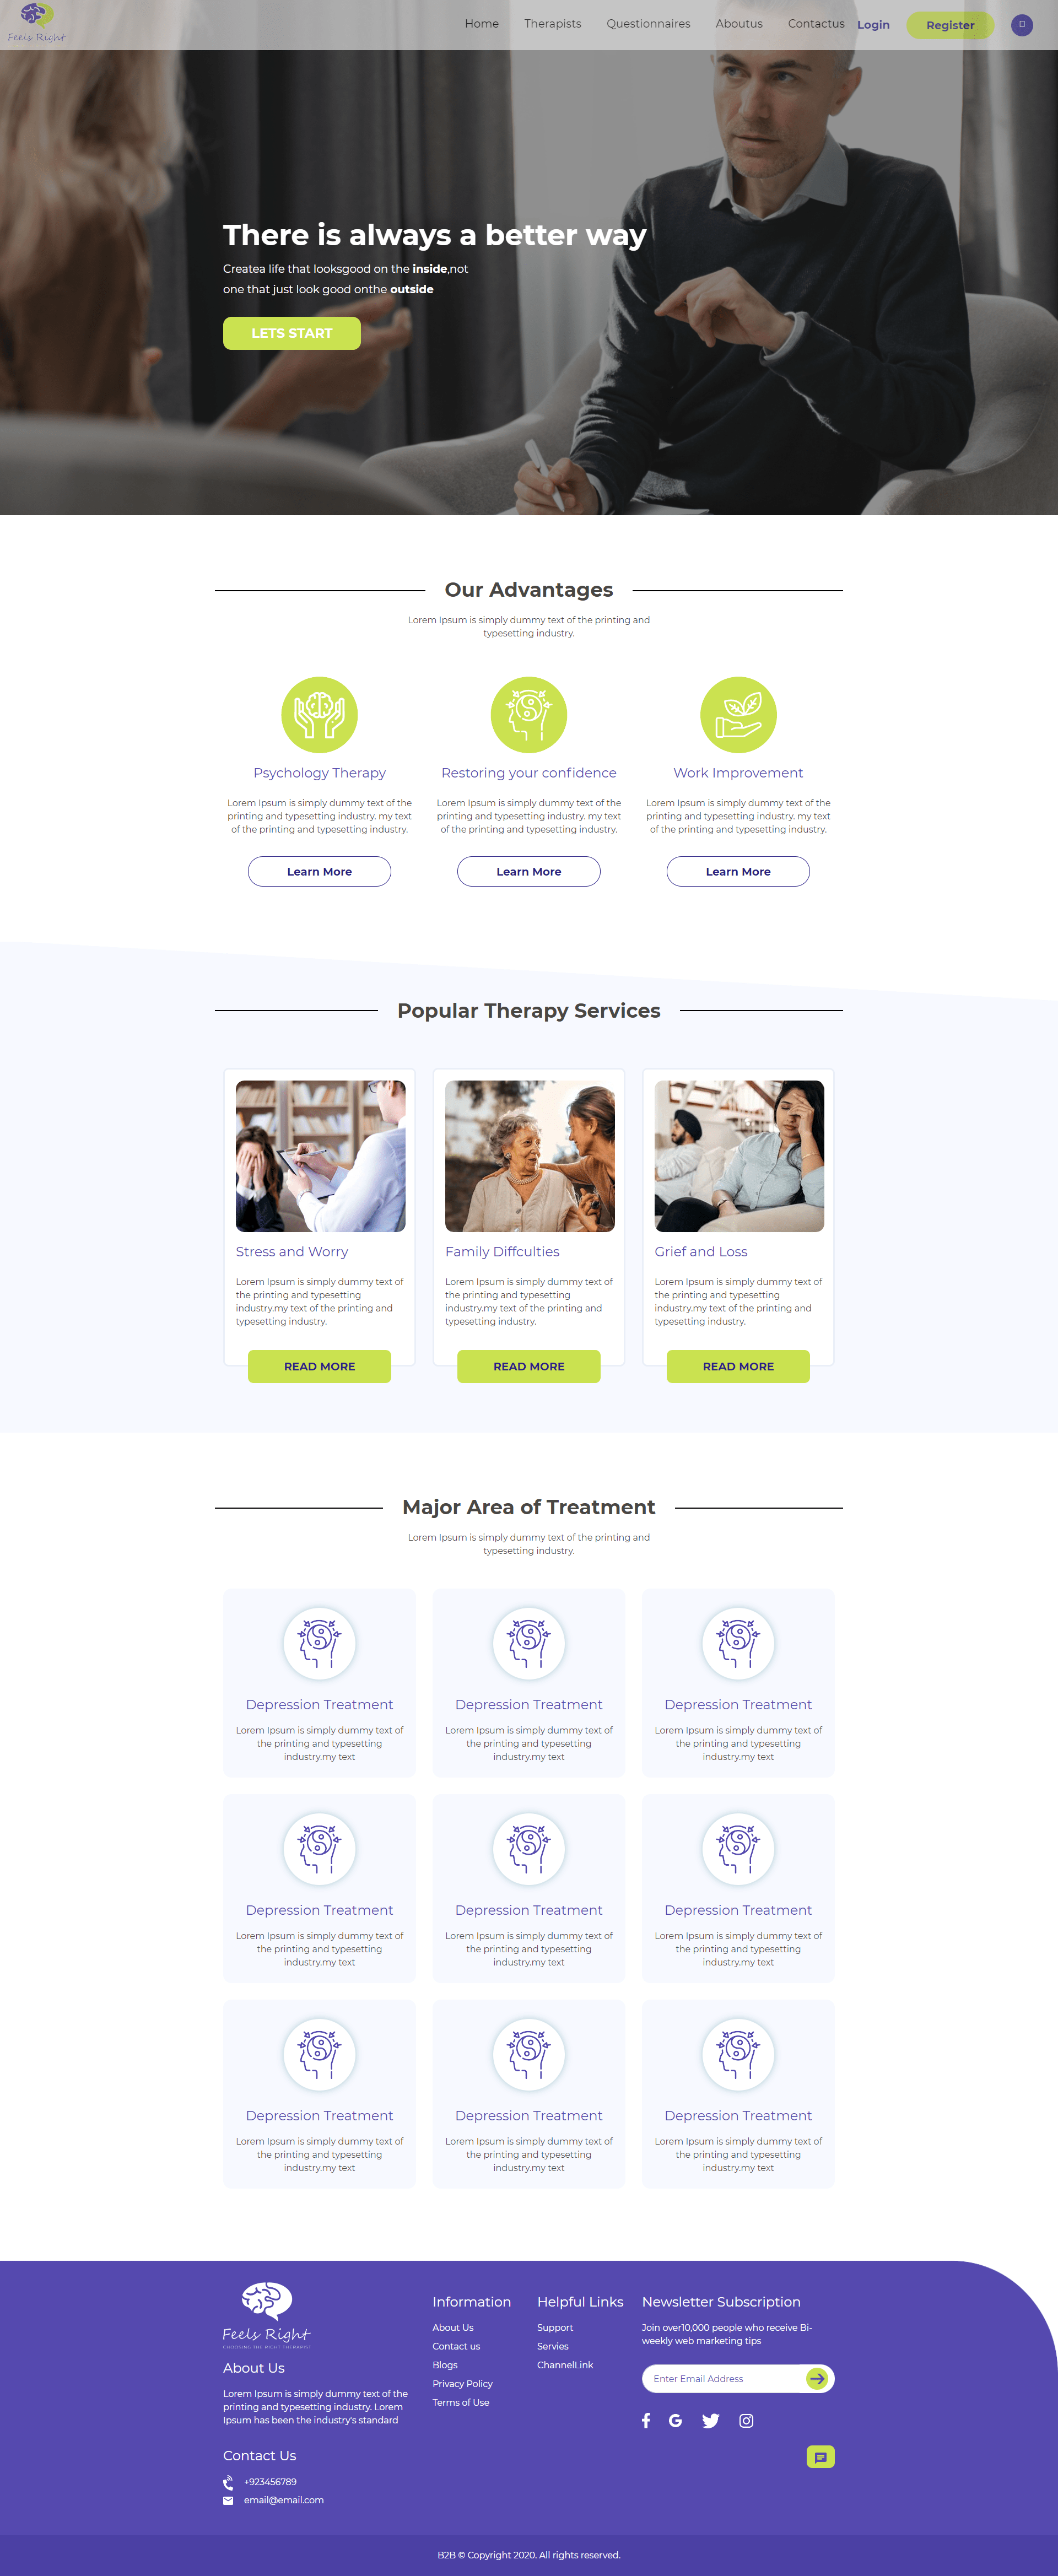 Feels Right
Home Therapists Questionnaires Aboutus Contactus Login Register
There is always a better way
Createa life that looksgood on the inside,not
one that just look good onthe outside
LETS START
Our Advantages
Lorem Ipsum is simply dummy text of the printing and
typesetting industry.
Psychology Therapy
Lorem Ipsum is simply dummy text of the
printing and typesetting industry. my text
of the printing and typesetting industry.
Learn More
Restoring your confidence
Lorem Ipsum is simply dummy text of the
printing and typesetting industry. my text
of the printing and typesetting industry.
Learn More
Work Improvement
Lorem Ipsum is simply dummy text of the
printing and typesetting industry. my text
of the printing and typesetting industry.
Learn More
Popular Therapy Services
Stress and Worry
Lorem Ipsum is simply dummy text of
the printing and typesetting
industry.my text of the printing and
typesetting industry.
READ MORE
Family Diffculties
Lorem Ipsum is simply dummy text of
the printing and typesetting
industry.my text of the printing and
typesetting industry.
READ MORE
Grief and Loss
Lorem Ipsum is simply dummy text of
the printing and typesetting
industry.my text of the printing and
typesetting industry.
READ MORE
Major Area of Treatment
Lorem Ipsum is simply dummy text of the printing and
typesetting industry.
Depression Treatment
Lorem Ipsum is simply dummy text of
the printing and typesetting
industry.my text
Depression Treatment
Lorem Ipsum is simply dummy text of
the printing and typesetting
industry.my text
Depression Treatment
Lorem Ipsum is simply dummy text of
the printing and typesetting
industry.my text
Depression Treatment
Lorem Ipsum is simply dummy text of
the printing and typesetting
industry.my text
Depression Treatment
Lorem Ipsum is simply dummy text of
the printing and typesetting
industry.my text
Depression Treatment
Lorem Ipsum is simply dummy text of
the printing and typesetting
industry.my text
Depression Treatment
Lorem Ipsum is simply dummy text of
the printing and typesetting
industry.my text
Depression Treatment
Lorem Ipsum is simply dummy text of
the printing and typesetting
industry.my text
Depression Treatment
Lorem Ipsum is simply dummy text of
the printing and typesetting
industry.my text
Feels Right
CHOOSING THE RIGHT THERAPIST
About Us
Lorem Ipsum is simply dummy text of the
printing and typesetting industry. Lorem
Ipsum has been the industry's standard
Contact Us
+923456789
email@email.com
Information
About Us
Contact us
Blogs
Privacy Policy
Terms of Use
Helpful Links
Support
Servies
ChannelLink
Newsletter Subscription
Join over10,000 people who receive Bi-
weekly web marketing tips
Enter Email Address
B2B © Copyright 2020. All rights reserved.